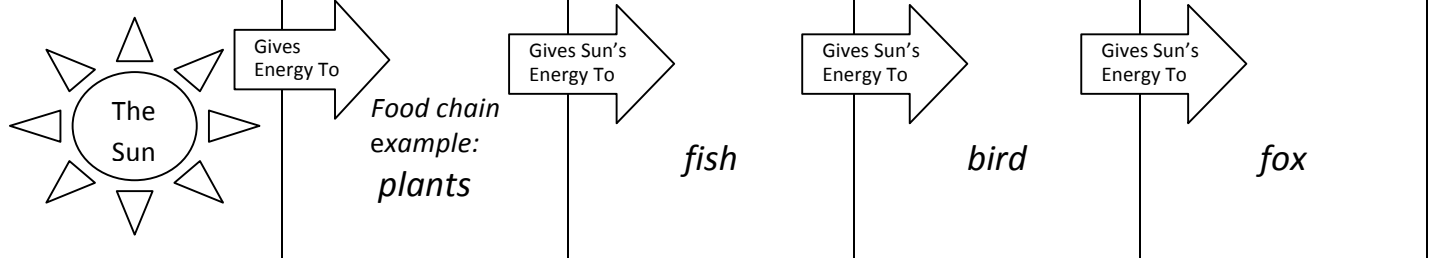 The
Sun
Gives
Energy To
Food chain
example:
plants
Gives Sun’s
Energy To
fish
Gives Sun’s
Energy To
bird
Gives Sun’s
Energy To
fox